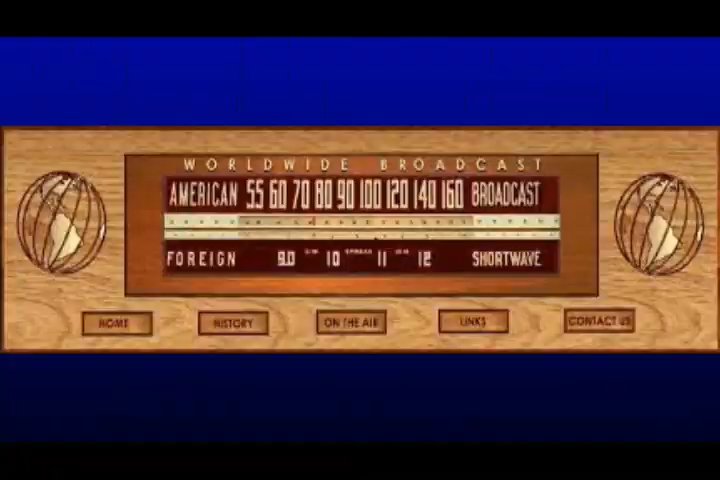 WORLDWIDE BROADCAST
AMERICAN 55 60 70 80 90 100 120 140 160 BROADCAST
FOREIGN 9.0 10 11 12 SHORTWAVE
HOME HISTORY ON THE AIR LINKS CONTACT US